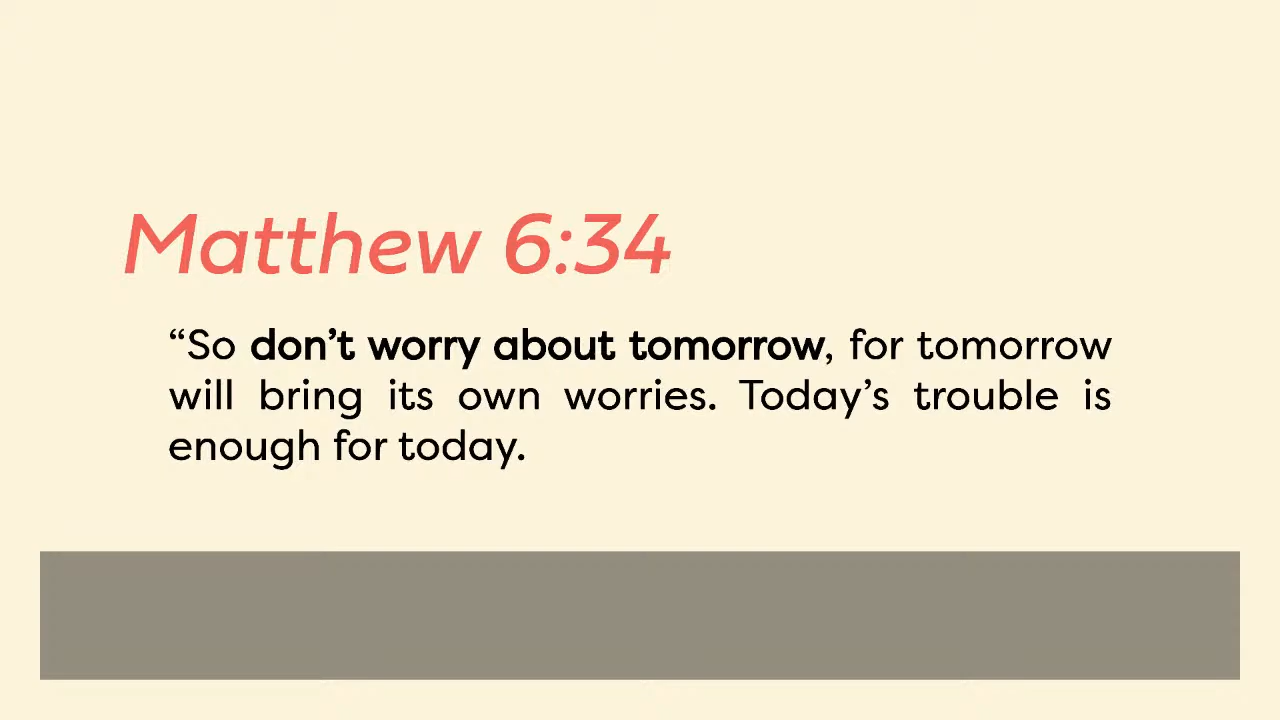 Matthew 6:34
“So don’t worry about tomorrow, for tomorrow
will bring its own worries. Today’s trouble is
enough for today.